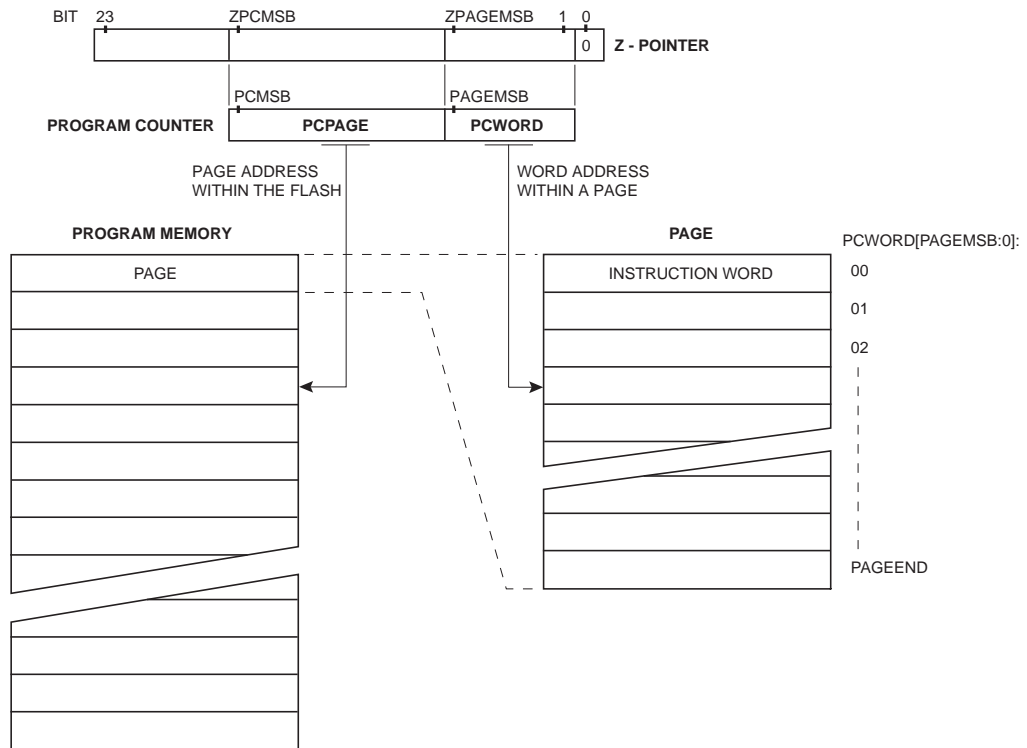 BIT 23 ZPCMSB ZPAGEMSB 1 0
0 Z - POINTER
PCMSB PAGEMSB
PROGRAM COUNTER PCPAGE PCWORD
PAGE ADDRESS
WITHIN THE FLASH
WORD ADDRESS
WITHIN A PAGE
PROGRAM MEMORY
PAGE
PAGE
INSTRUCTION WORD
PCWORD[PAGEMSB:0]:
00
01
02
PAGEEND